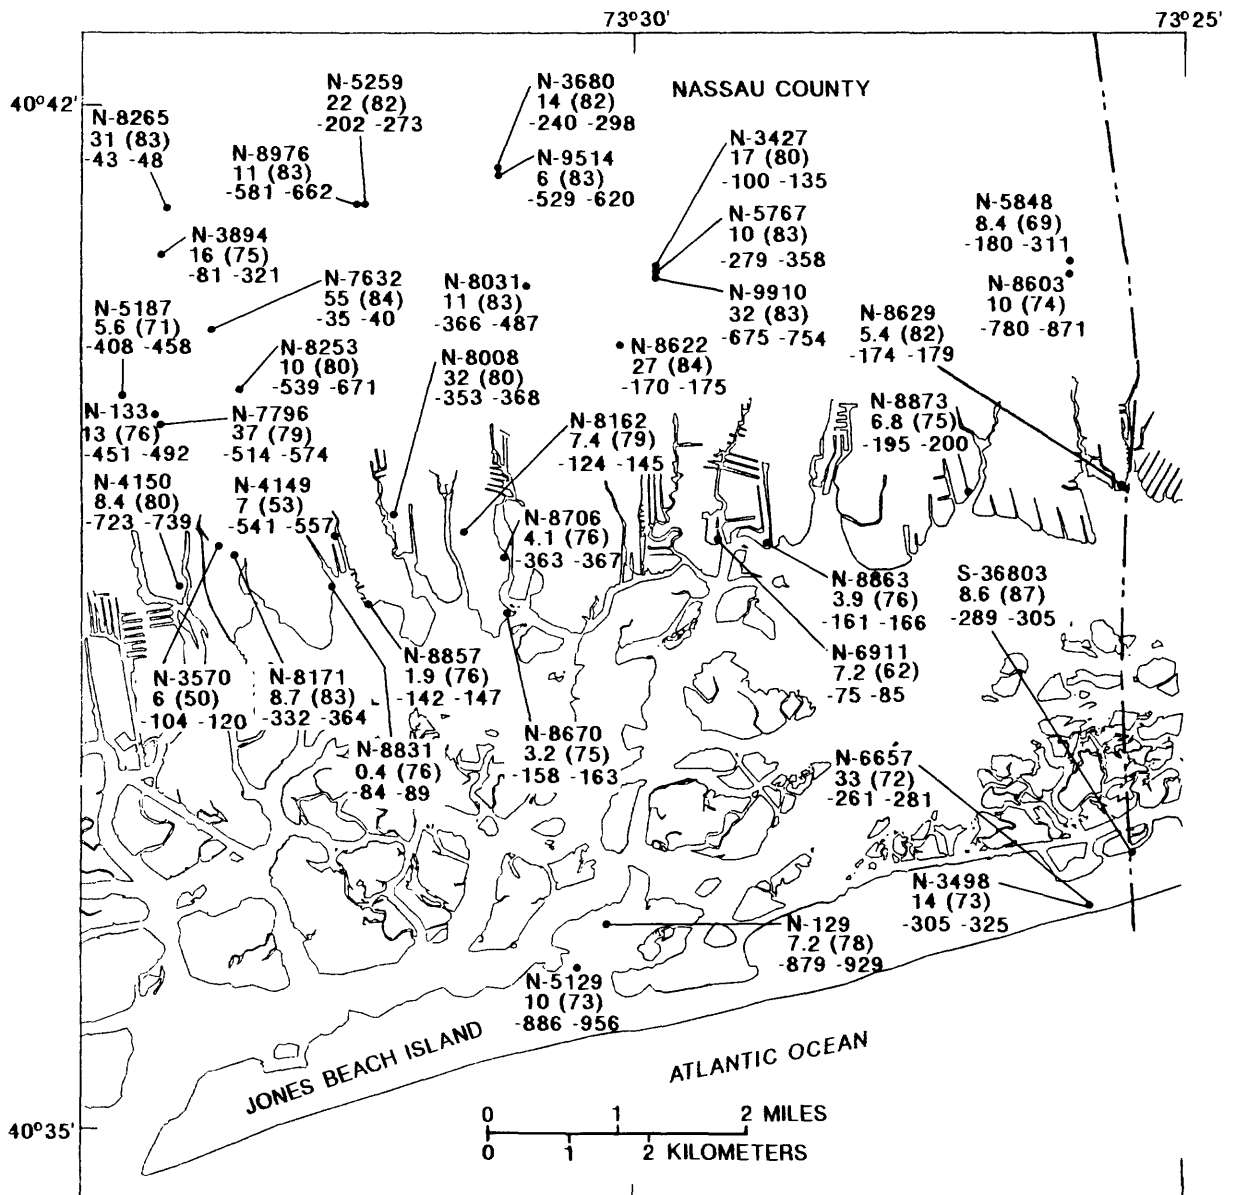 73°30'
73°25'
40°42'
NASSAU COUNTY
N-5259
22 (82)
-202 -273
N-3680
14 (82)
-240 -298
N-8265
31 (83)
-43 -48
N-8976
11 (83)
-581 -662
N-9514
6 (83)
-529 -620
N-3427
17 (80)
-100 -135
N-5848
8.4 (69)
-180 -311
N-3894
16 (75)
-81 -321
N-5767
10 (83)
-279 -358
N-7632
55 (84)
-35 -40
N-8031
11 (83)
-366 -487
N-9910
32 (83)
-675 -754
N-8603
10 (74)
-780 -871
N-5187
5.6 (71)
-408 -458
N-8629
5.4 (82)
-174 -179
N-8253
10 (80)
-539 -671
N-8008
32 (80)
-353 -368
N-8622
27 (84)
-170 -175
N-133
13 (76)
-451 -492
N-7796
37 (79)
-514 -574
N-8162
7.4 (79)
-124 -145
N-8873
6.8 (75)
-195 -200
N-4150
8.4 (80)
-723 -739
N-4149
7 (53)
-541 -557
N-8706
4.1 (76)
-363 -367
N-8863
3.9 (76)
-161 -166
S-36803
8.6 (87)
-289 -305
N-3570
6 (50)
-104 -120
N-8171
8.7 (83)
-332 -364
N-8857
1.9 (76)
-142 -147
N-6911
7.2 (62)
-75 -85
N-8831
0.4 (76)
-84 -89
N-8670
3.2 (75)
-158 -163
N-6657
33 (72)
-261 -281
N-3498
14 (73)
-305 -325
N-129
7.2 (78)
-879 -929
N-5129
10 (73)
-886 -956
JONES BEACH ISLAND
ATLANTIC OCEAN
40°35'
0 1 2 MILES
0 1 2 KILOMETERS